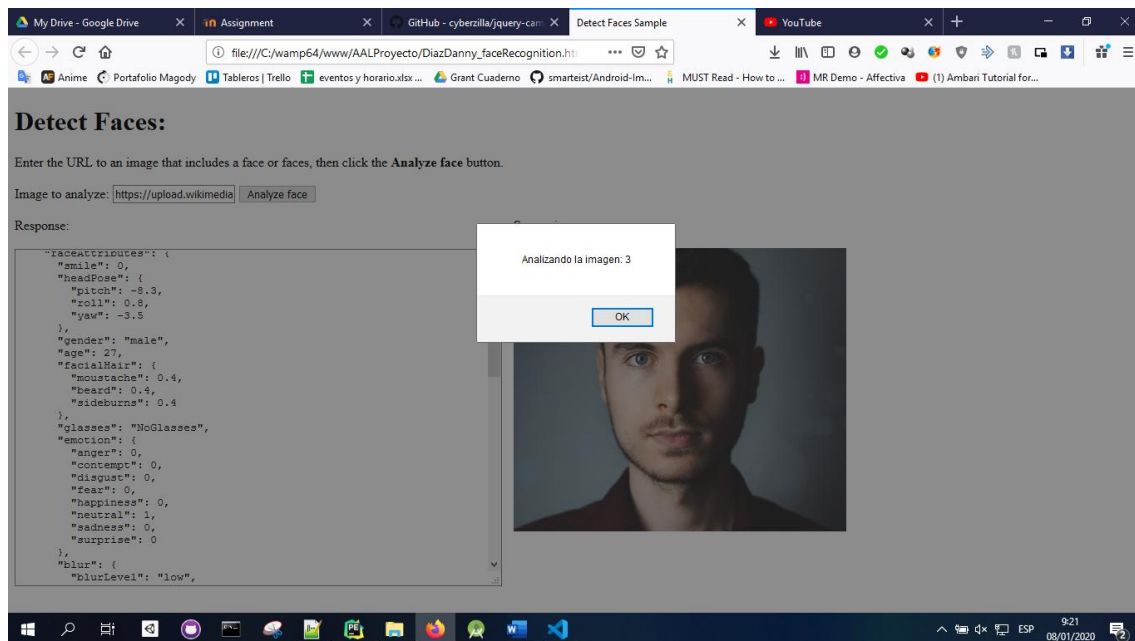 My Drive - Google Drive
Assignment
GitHub - cyberzilla/jquery-cam
Detect Faces Sample
YouTube
file:///C:/wamp64/www/AALProyecto/DiazDanny_faceRecognition.ht
Anime
Portafolio Magody
Tableros | Trello
eventos y horario.xlsx ...
Grant Cuaderno
smarteist/Android-Im...
MUST Read - How to ...
MR Demo - Affectiva
(1) Ambari Tutorial for...
Detect Faces:
Enter the URL to an image that includes a face or faces, then click the Analyze face button.
Image to analyze: https://upload.wikimedia Analyze face
Response:
"faceAttributes": {
"smile": 0,
"headPose": {
"pitch": -8.3,
"roll": 0.8,
"yaw": -3.5
},
"gender": "male",
"age": 27,
"facialHair": {
"moustache": 0.4,
"beard": 0.4,
"sideburns": 0.4
},
"glasses": "NoGlasses",
"emotion": {
"anger": 0,
"contempt": 0,
"disgust": 0,
"fear": 0,
"happiness": 0,
"neutral": 1,
"sadness": 0,
"surprise": 0
},
"blur": {
"blurLevel": "low",
Analizando la imagen: 3
OK
ESP
9:21
08/01/2020